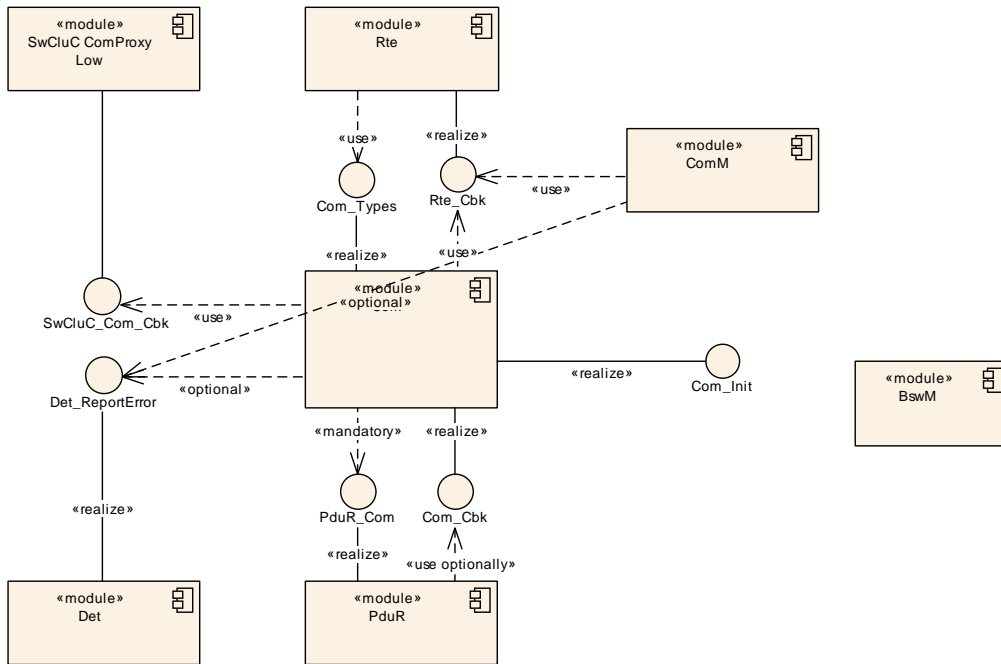 «module»
SwCluC ComProxy
Low
«module»
Rte
«module»
ComM
«use»
«realize»
Com_Types
Rte_Cbk
«use»
«realize»
«use»
«module»
«optional»
SwCluC_Com_Cbk
«use»
Det_ReportError
«optional»
«realize»
Com_Init
«module»
BswM
«mandatory»
«realize»
PduR_Com
Com_Cbk
«realize»
«realize»
«use optionally»
«module»
Det
«module»
PduR